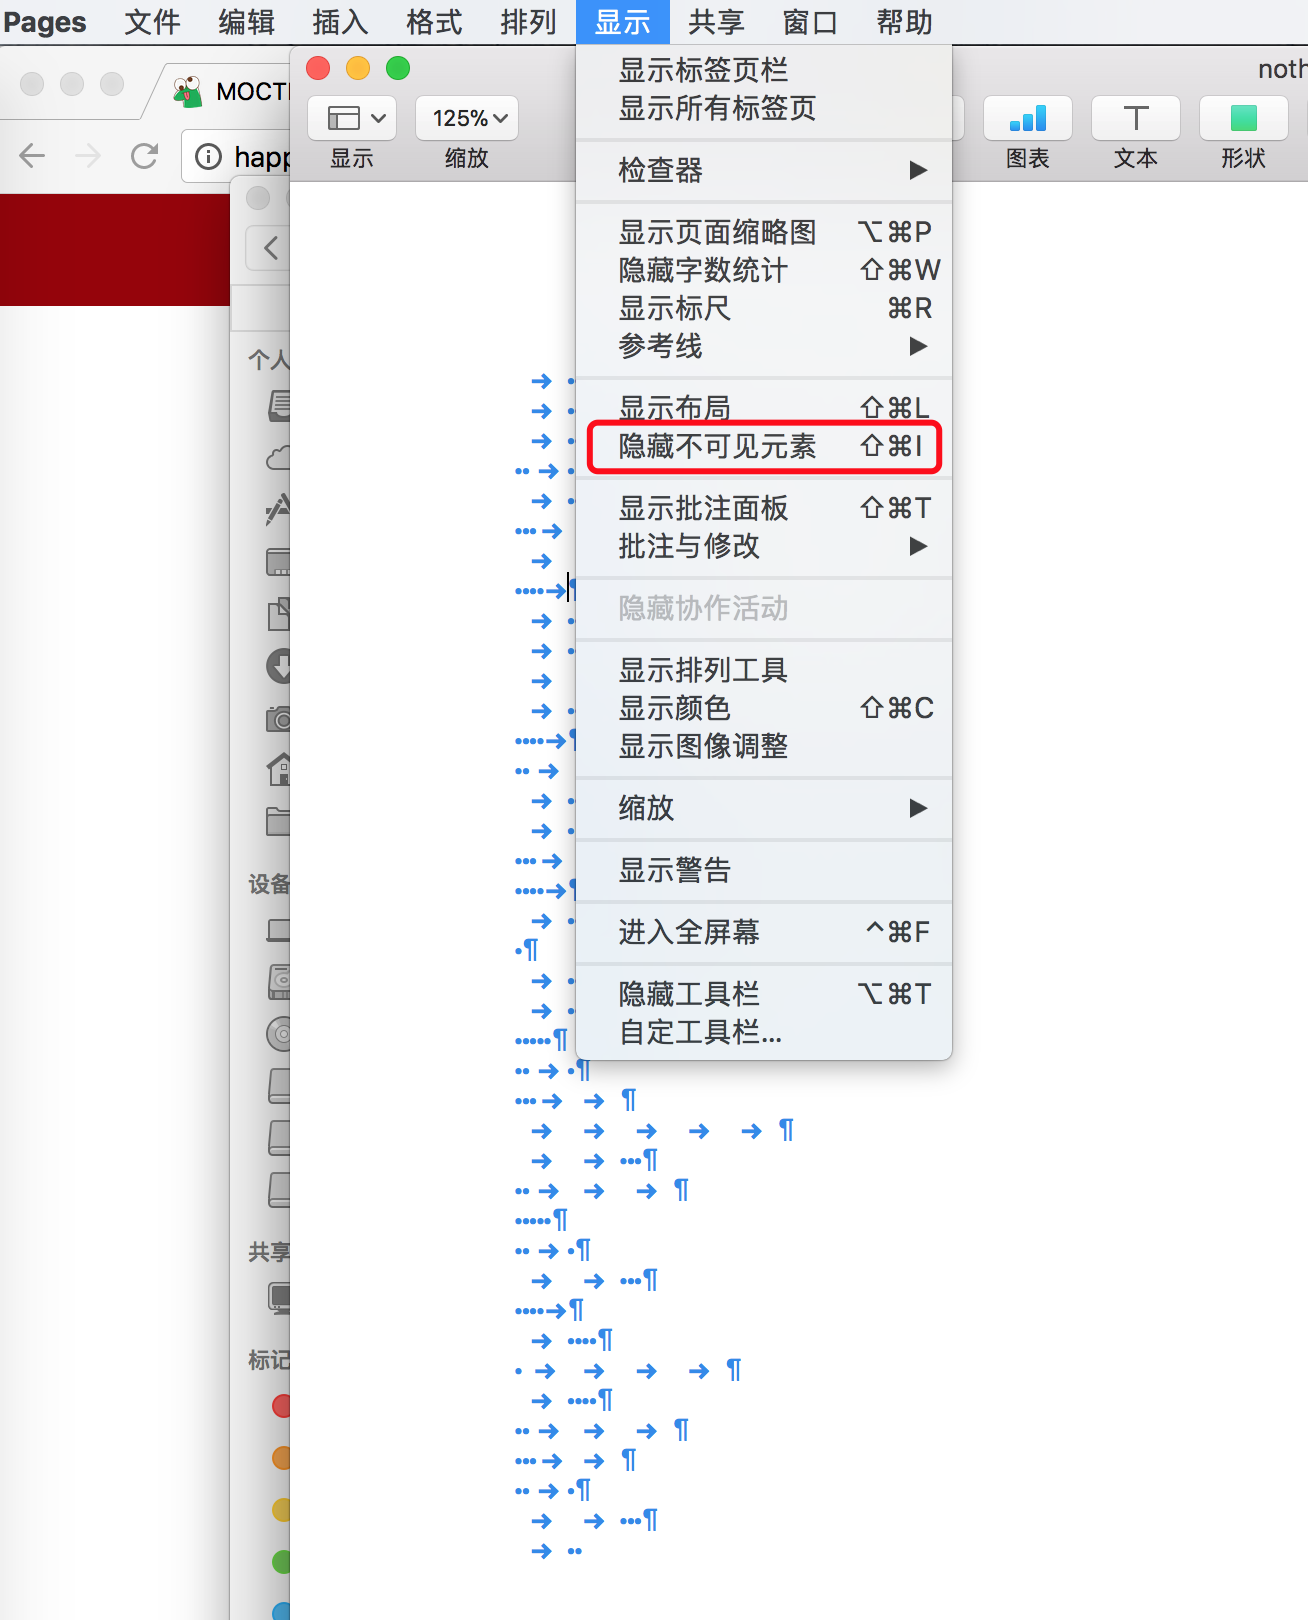 Pages 文件 编辑 插入 格式 排列 显示 共享 窗口 帮助
MOCT
noth
125%
显示 缩放 图表 文本 形状
happ
显示标签页栏
显示所有标签页
检查器
显示页面缩略图 ⌥⌘P
隐藏字数统计 ⇧⌘W
显示标尺 ⌘R
参考线
显示布局 ⇧⌘L
隐藏不可见元素 ⇧⌘I
显示批注面板 ⇧⌘T
批注与修改
隐藏协作活动
显示排列工具
显示颜色 ⇧⌘C
显示图像调整
缩放
显示警告
进入全屏幕 ^⌘F
隐藏工具栏 ⌥⌘T
自定工具栏...
个人
设备
共享
标记